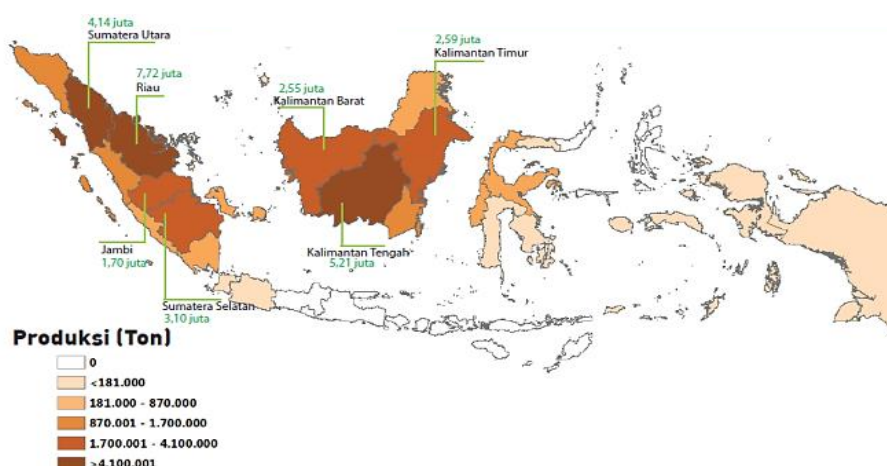 4,14 juta
Sumatera Utara
7,72 juta
Riau
2,55 juta
Kalimantan Barat
2,59 juta
Kalimantan Timur
Jambi
1,70 juta
Sumatera Selatan
3,10 juta
Kalimantan Tengah
5,21 juta
Produksi (Ton)
0
<181.000
181.000 - 870.000
870.001 - 1.700.000
1.700.001 - 4.100.000
>4.100.001